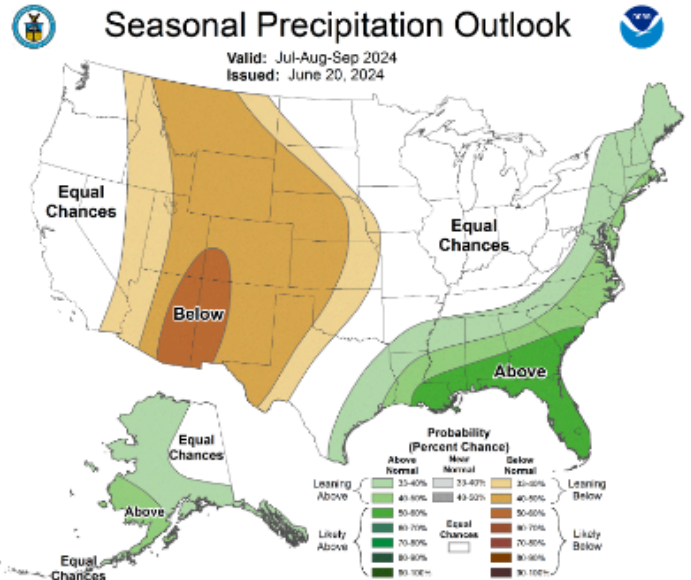 Seasonal Precipitation Outlook
Valid: Jul-Aug-Sep 2024
Issued: June 20, 2024
Equal
Chances
Equal
Chances
Below
Above
Equal
Chances
Above
Equal
Chances
Probability
(Percent Chance)
Above
Normal
Near
Normal
Below
Normal
Leaning
Above
33-40%
33-40%
33-40%
Leaning
Below
40-50%
40-50%
40-50%
Likely
Above
50-60%
60-70%
70-80%
80-90%
90-100%
Equal
Chances
50-60%
60-70%
70-80%
80-90%
90-100%
Likely
Below